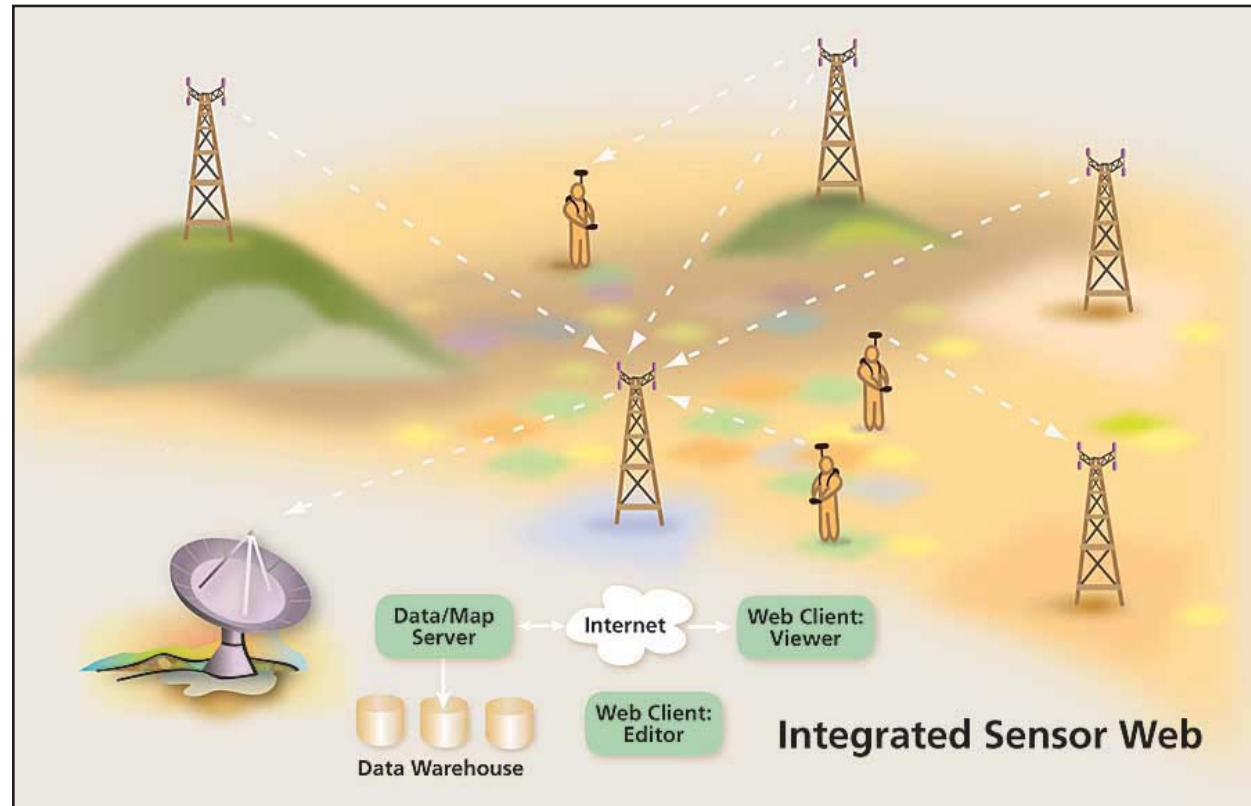 Data/Map
Server
Internet
Web Client:
Viewer
Web Client:
Editor
Data Warehouse
Integrated Sensor Web